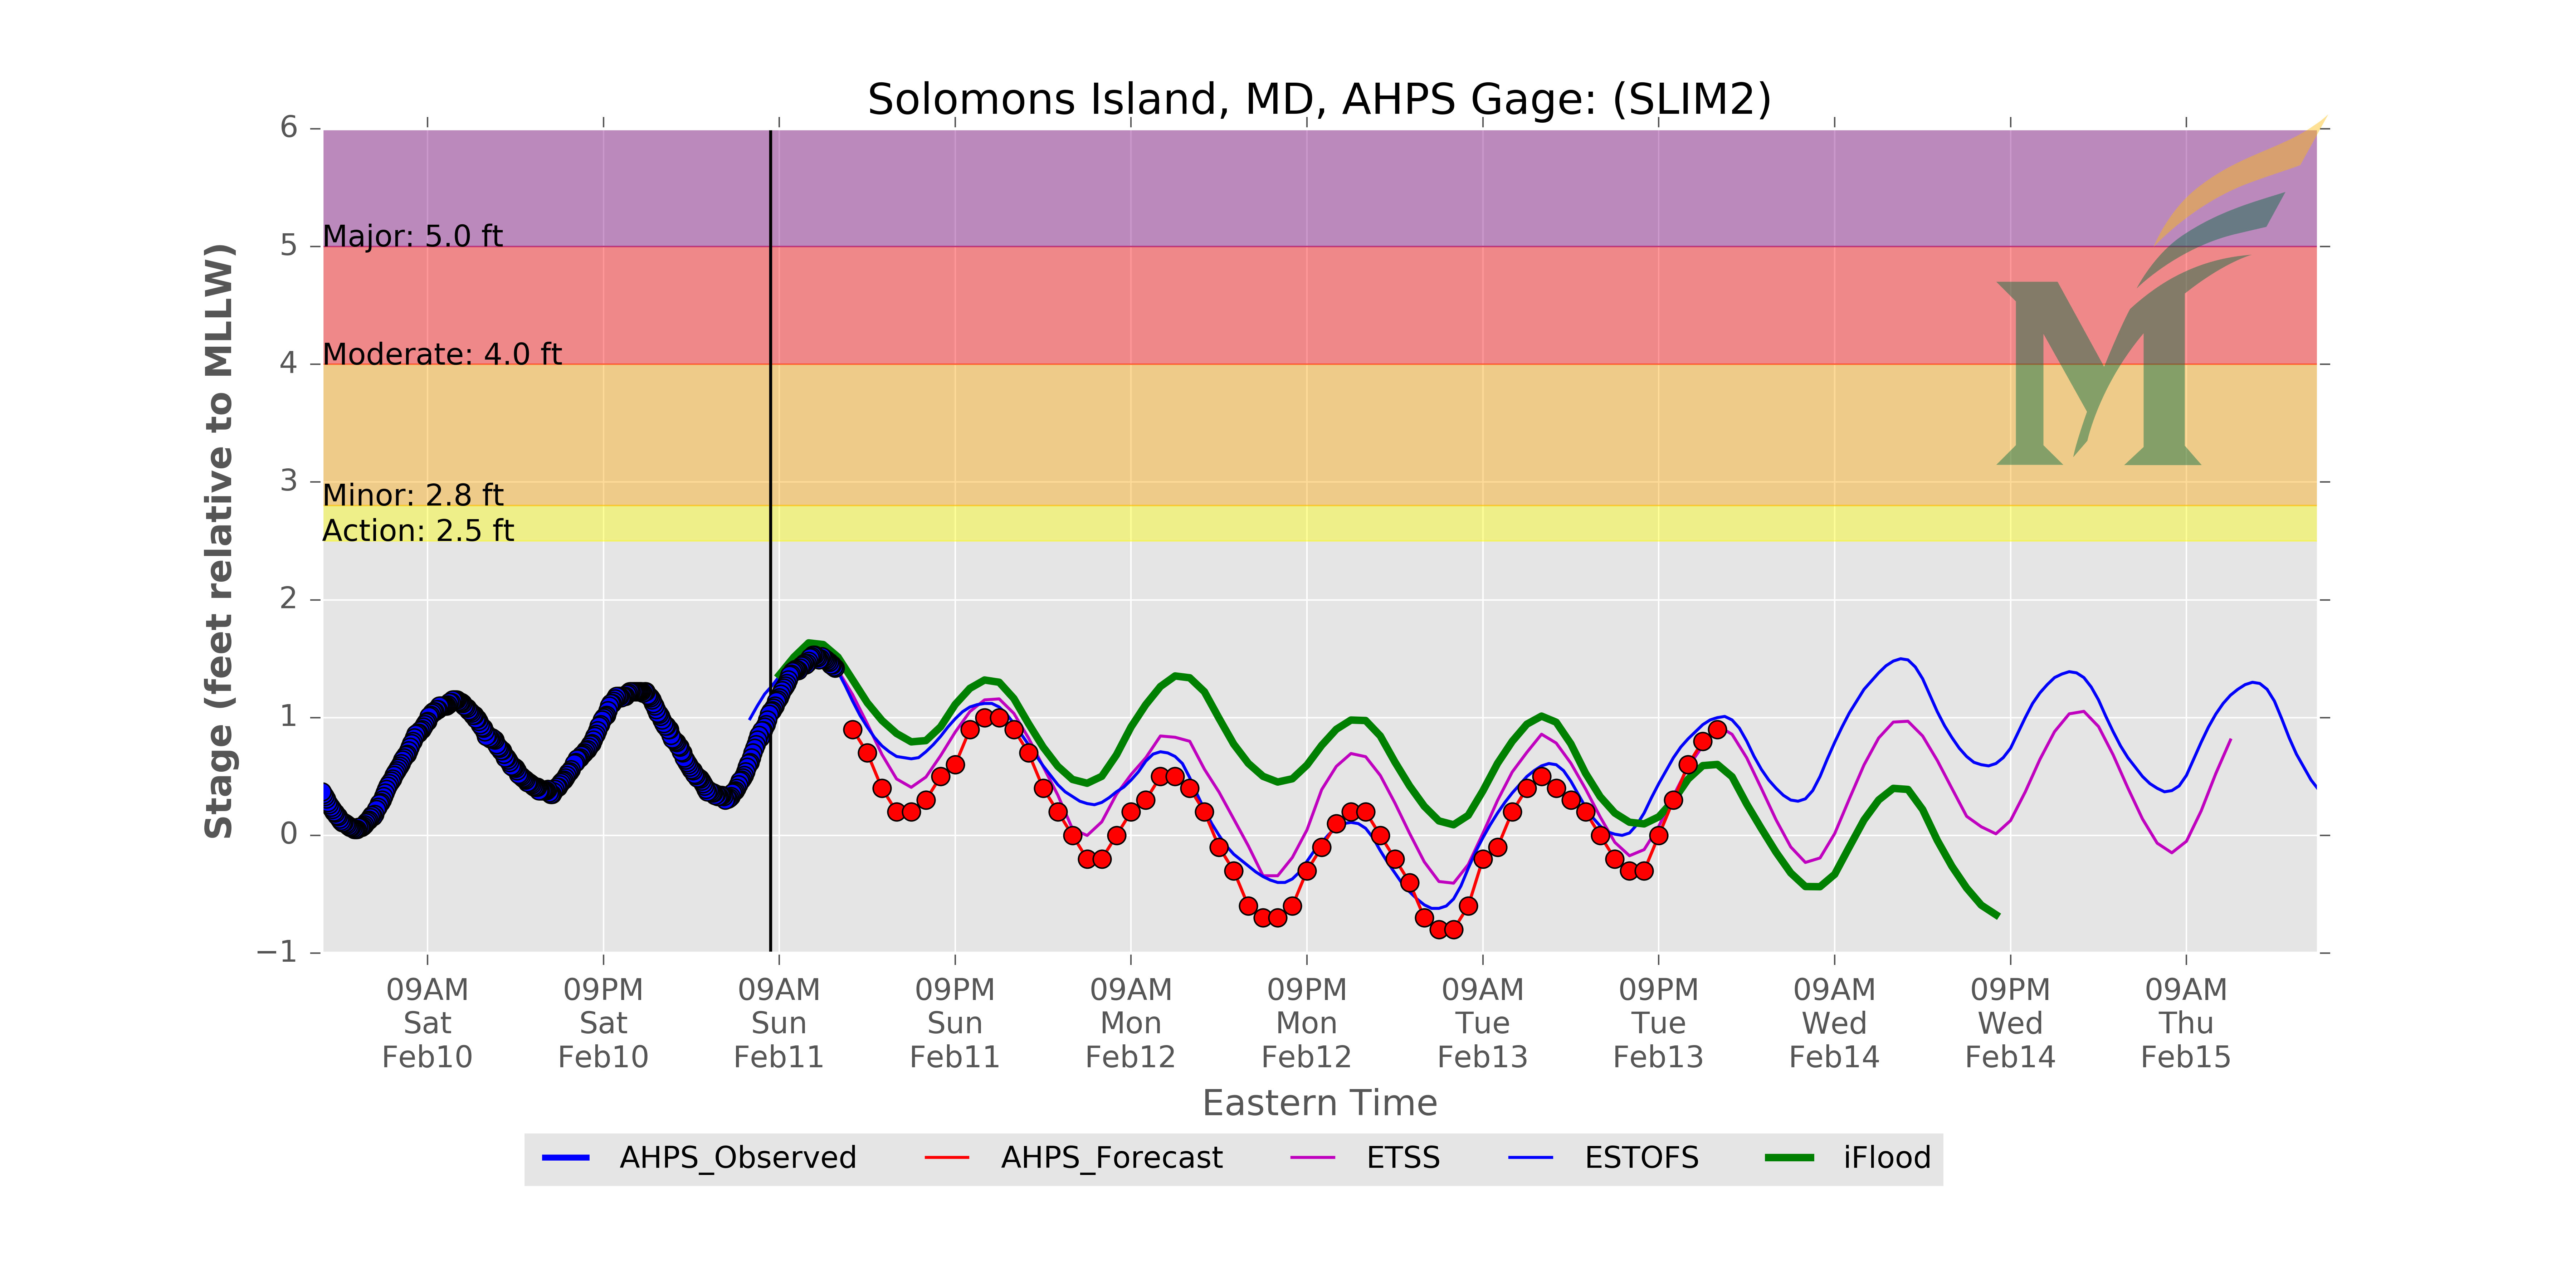 Solomons Island, MD, AHPS Gage: (SLIM2)
6
5
4
3
2
1
0
−1
Stage (feet relative to MLLW)
Major: 5.0 ft
Moderate: 4.0 ft
Minor: 2.8 ft
Action: 2.5 ft
M
09AM
Sat
Feb10
09PM
Sat
Feb10
09AM
Sun
Feb11
09PM
Sun
Feb11
09AM
Mon
Feb12
09PM
Mon
Feb12
09AM
Tue
Feb13
09PM
Tue
Feb13
09AM
Wed
Feb14
09PM
Wed
Feb14
09AM
Thu
Feb15
Eastern Time
AHPS_Observed
AHPS_Forecast
ETSS
ESTOFS
iFlood